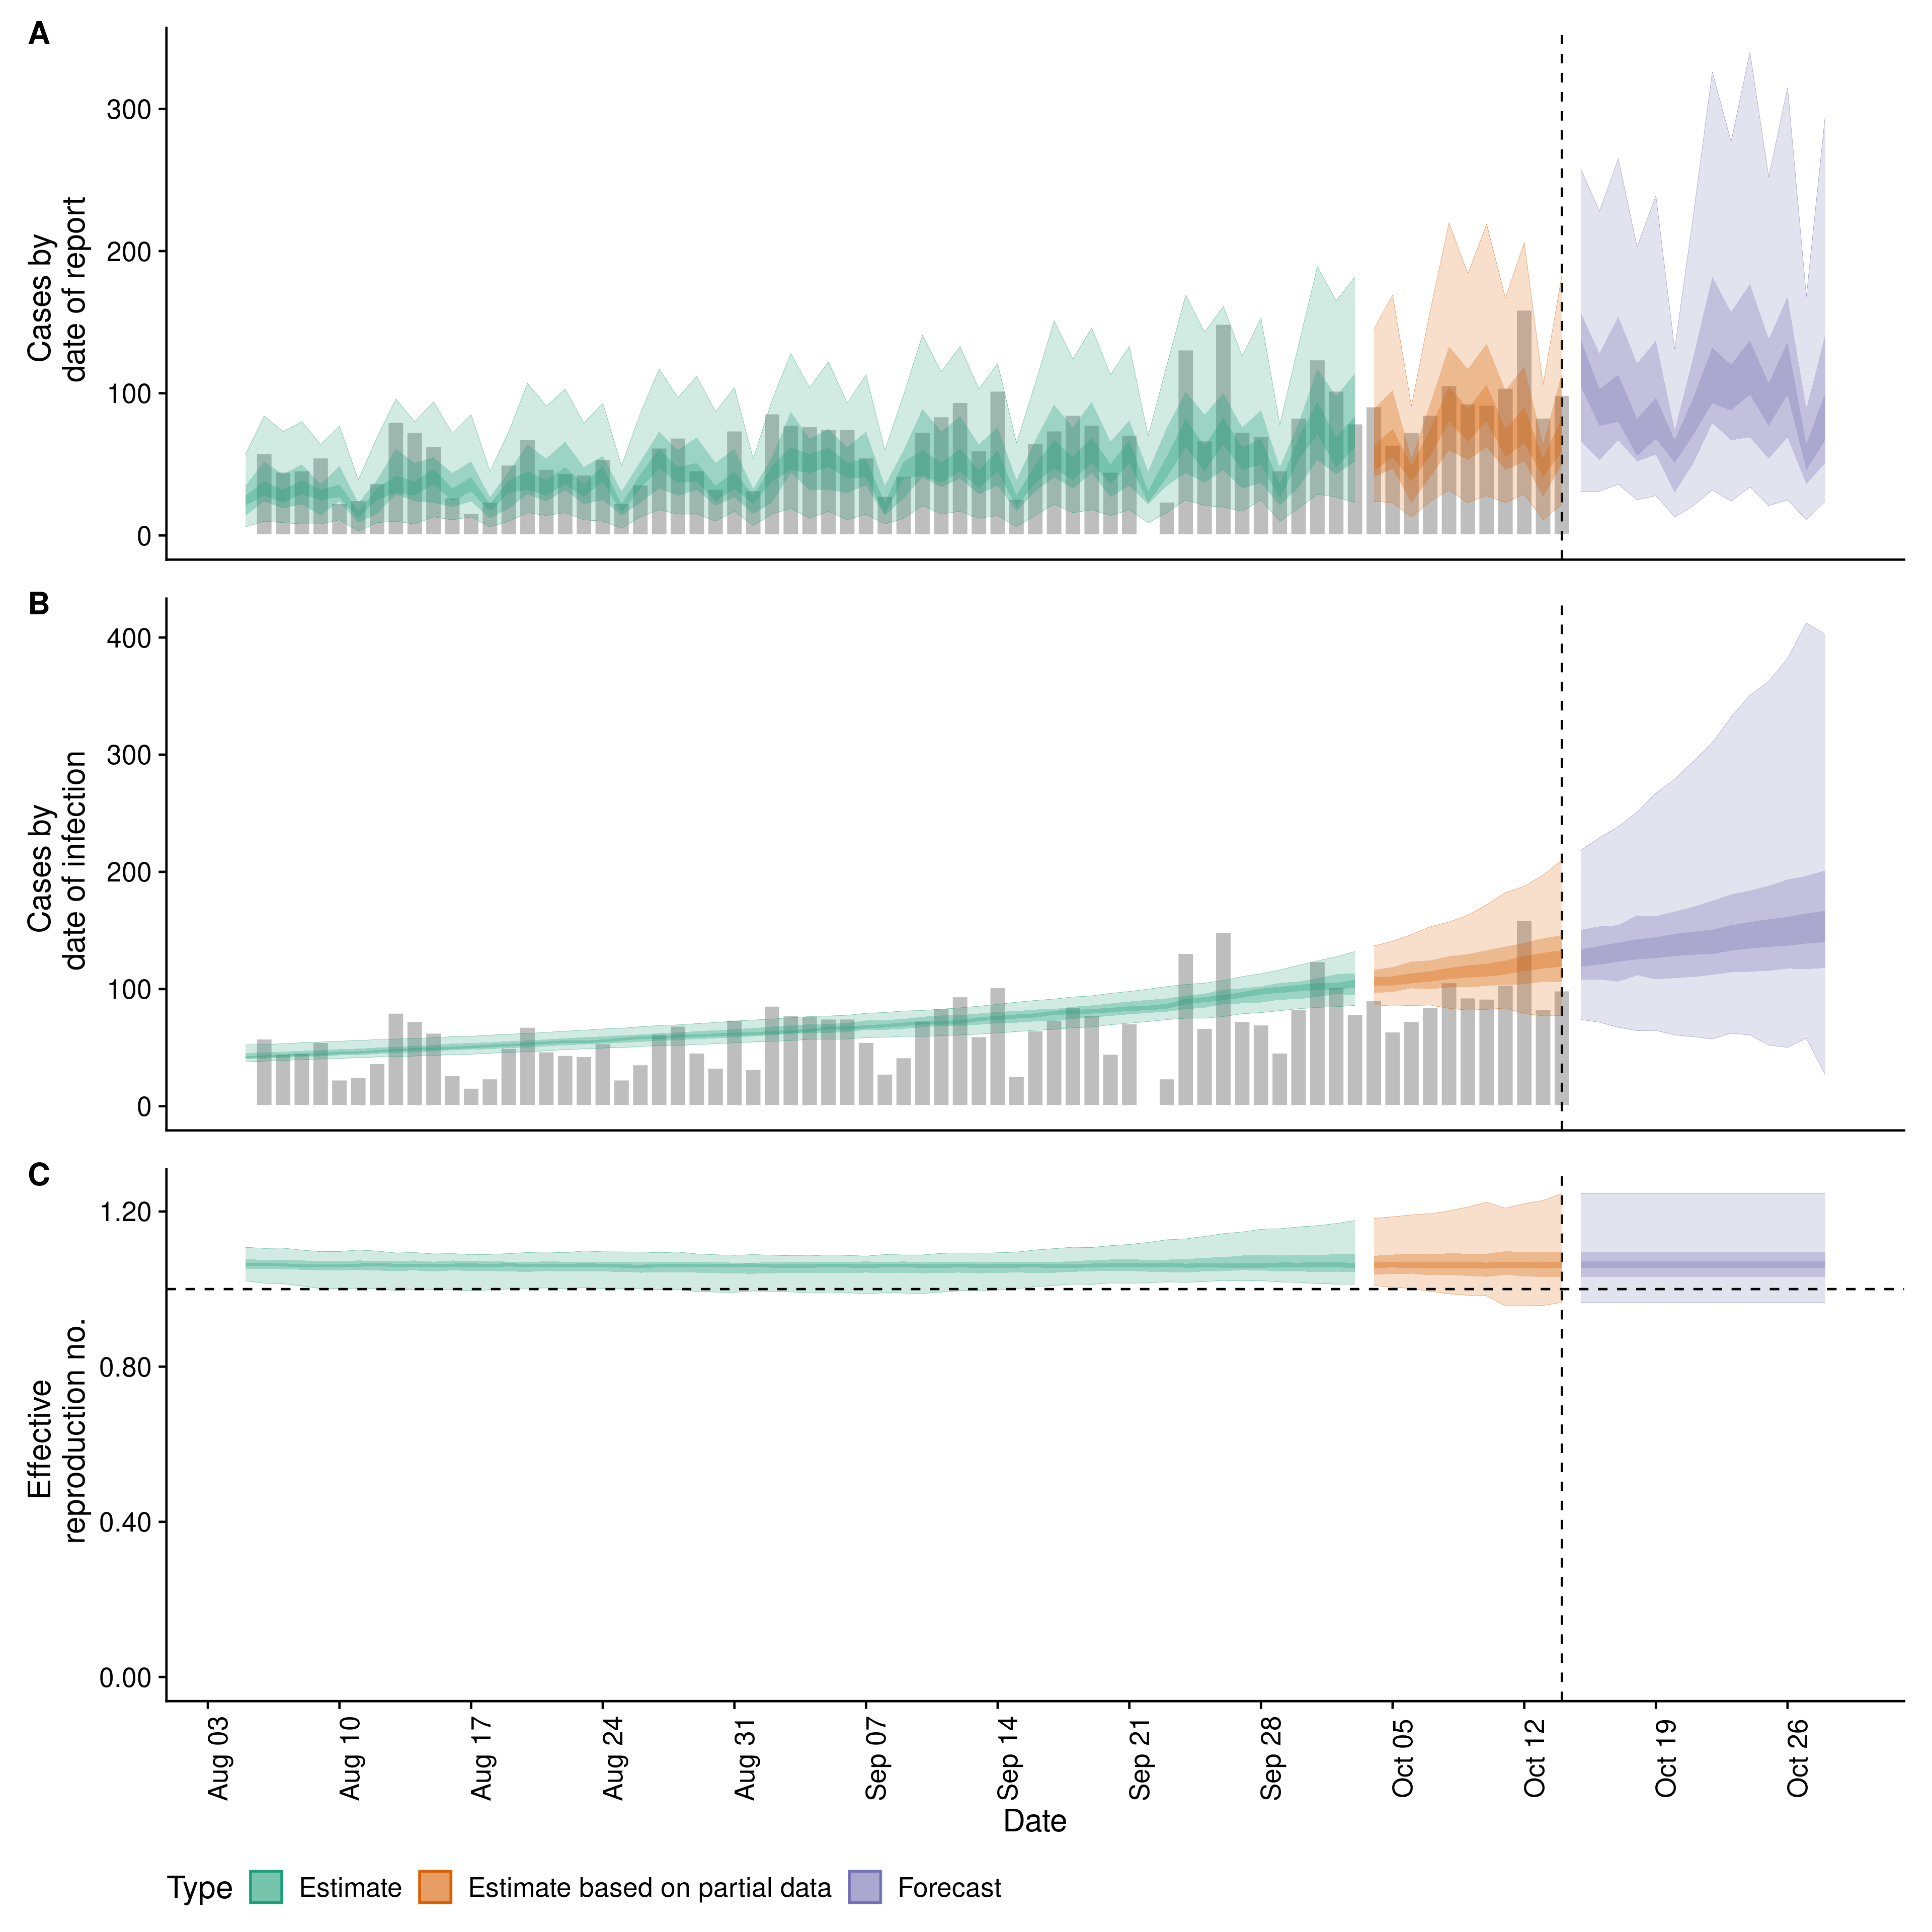 A
300
200
100
0
Cases by
date of report
B
400
300
200
100
0
Cases by
date of infection
C
1.20
0.80
0.40
0.00
Effective
reproduction no.
Aug 03
Aug 10
Aug 17
Aug 24
Aug 31
Sep 07
Sep 14
Sep 21
Sep 28
Oct 05
Oct 12
Oct 19
Oct 26
Date
Type Estimate Estimate based on partial data Forecast